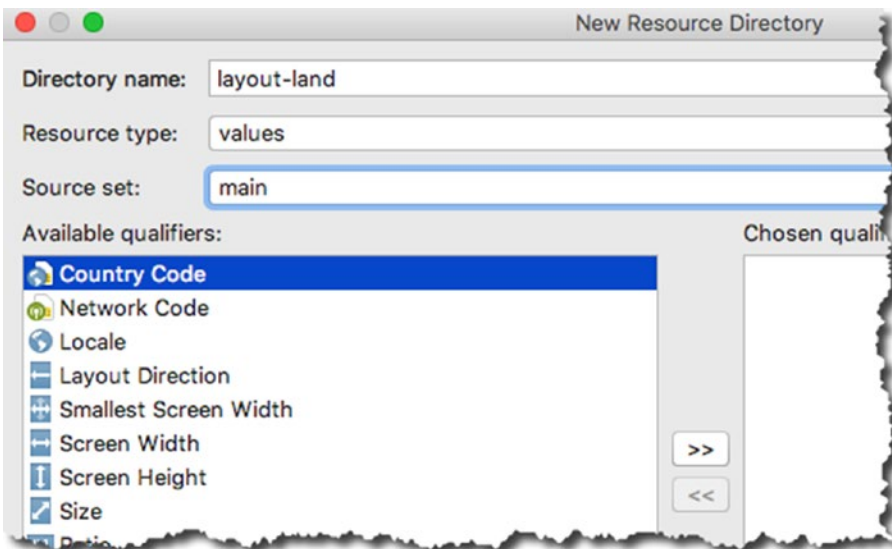 New Resource Directory
Directory name: layout-land
Resource type: values
Source set: main
Available qualifiers:
Chosen
Country Code
Network Code
Locale
Layout Direction
Smallest Screen Width
Screen Width
>>
Screen Height
<<
Size